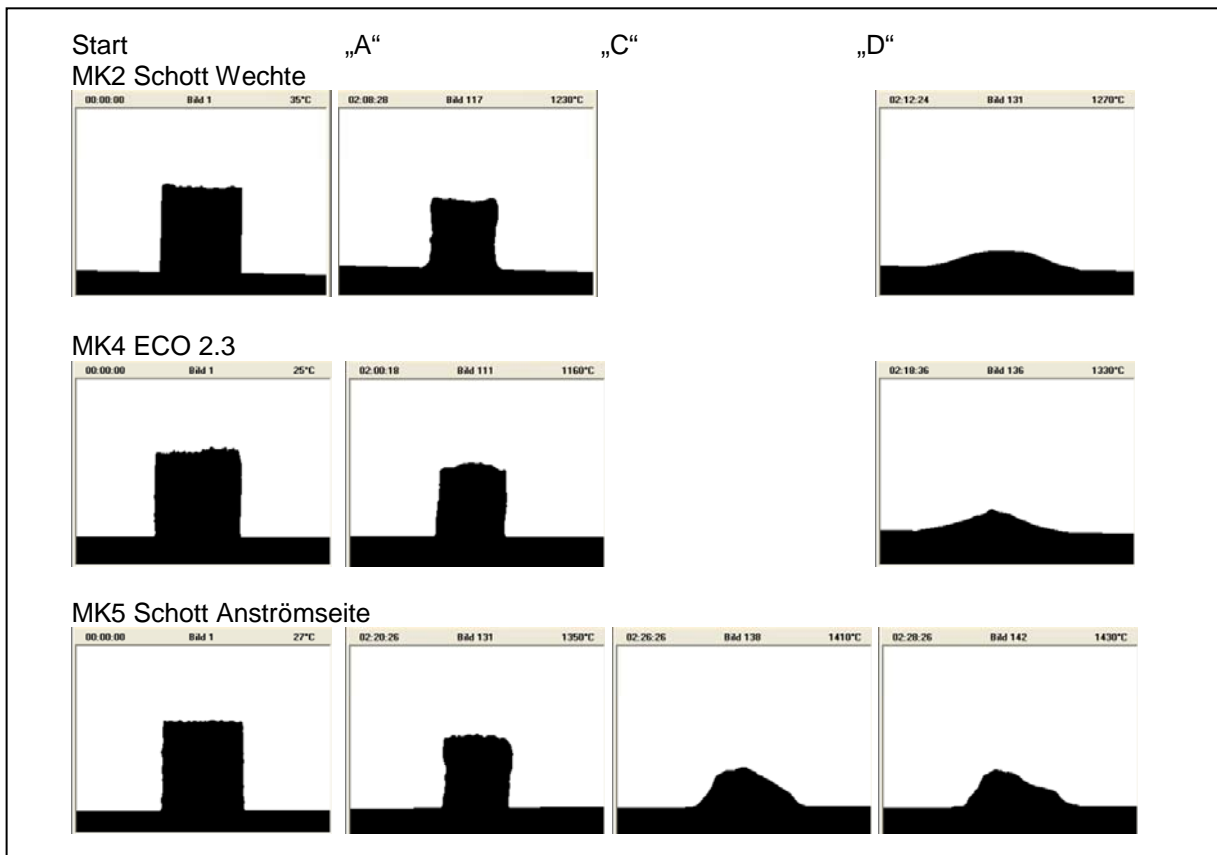 Start „A“ „C“ „D“
MK2 Schott Wechte
00:00:00 Bild 1 35°C 02:08:28 Bild 117 1230°C 02:12:24 Bild 131 1270°C
MK4 ECO 2.3
00:00:00 Bild 1 25°C 02:00:18 Bild 111 1160°C 02:18:36 Bild 136 1330°C
MK5 Schott Anströmseite
00:00:00 Bild 1 27°C 02:20:26 Bild 131 1350°C 02:26:26 Bild 138 1410°C 02:28:26 Bild 142 1430°C